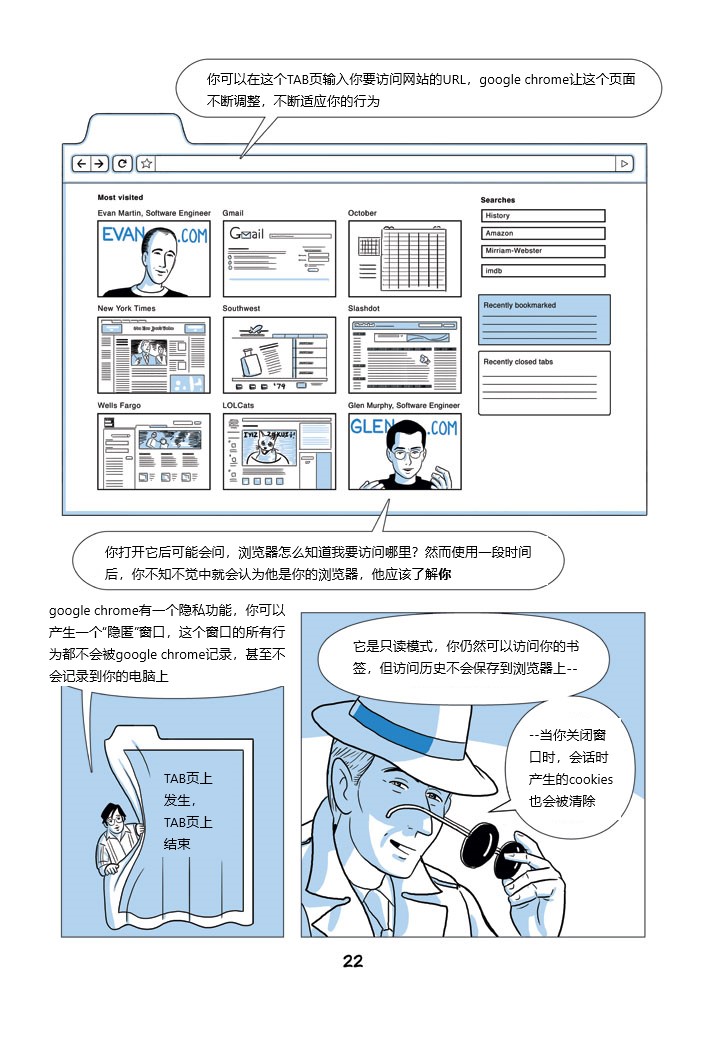 你可以在这个TAB页输入你要访问网站的URL，google chrome让这个页面
不断调整，不断适应你的行为
Most visited
Evan Martin, Software Engineer
Gmail
October
EVAN .COM
Gmail
New York Times
Southwest
Slashdot
'79
Wells Fargo
LOLCats
Glen Murphy, Software Engineer
GLEN .COM
Searches
History
Amazon
Mirriam-Webster
imdb
Recently bookmarked
Recently closed tabs
你打开它后可能会问，浏览器怎么知道我要访问哪里？然而使用一段时间
后，你不知不觉中就会认为他是你的浏览器，他应该了解你
google chrome有一个隐私功能，你可以
产生一个“隐匿”窗口，这个窗口的所有行
为都不会被google chrome记录，甚至不
会记录到你的电脑上
TAB页上
发生，
TAB页上
结束
它是只读模式，你仍然可以访问你的书
签，但访问历史不会保存到浏览器上--
--当你关闭窗
口时，会话时
产生的cookies
也会被清除
22